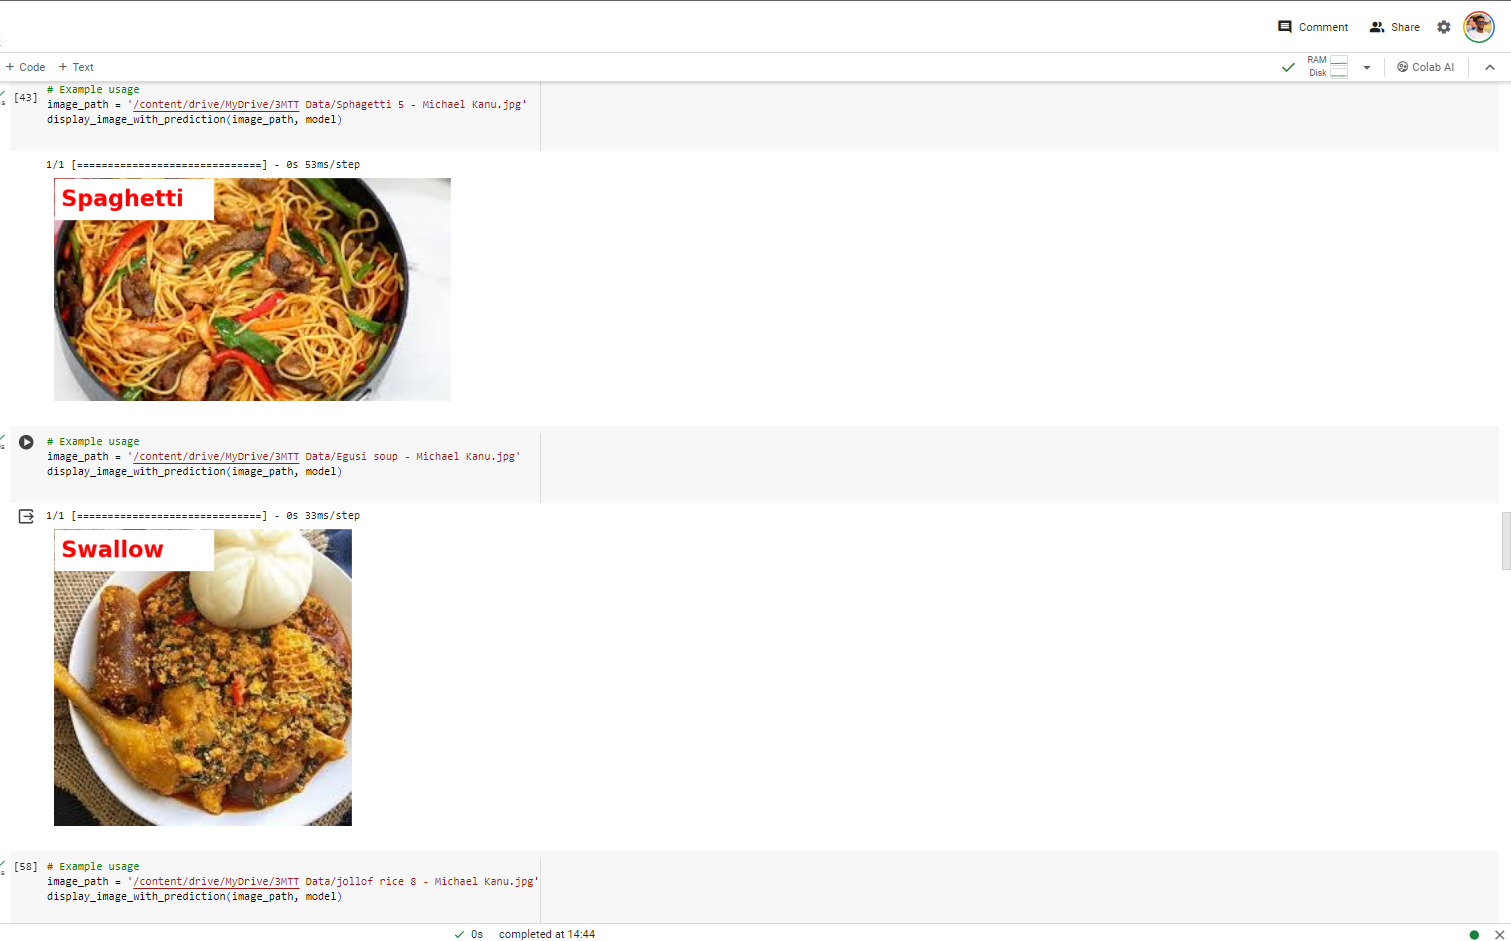 Comment Share
+ Code + Text
RAM
Disk
Colab AI
[43]
# Example usage
image_path = '/content/drive/MyDrive/3MTT Data/Sphagetti 5 - Michael Kanu.jpg'
display_image_with_prediction(image_path, model)
1/1 [==============================] - 0s 53ms/step
Spaghetti
# Example usage
image_path = '/content/drive/MyDrive/3MTT Data/Egusi soup - Michael Kanu.jpg'
display_image_with_prediction(image_path, model)
1/1 [==============================] - 0s 33ms/step
Swallow
[58] # Example usage
image_path = '/content/drive/MyDrive/3MTT Data/jollof rice 8 - Michael Kanu.jpg'
display_image_with_prediction(image_path, model)
0s completed at 14:44